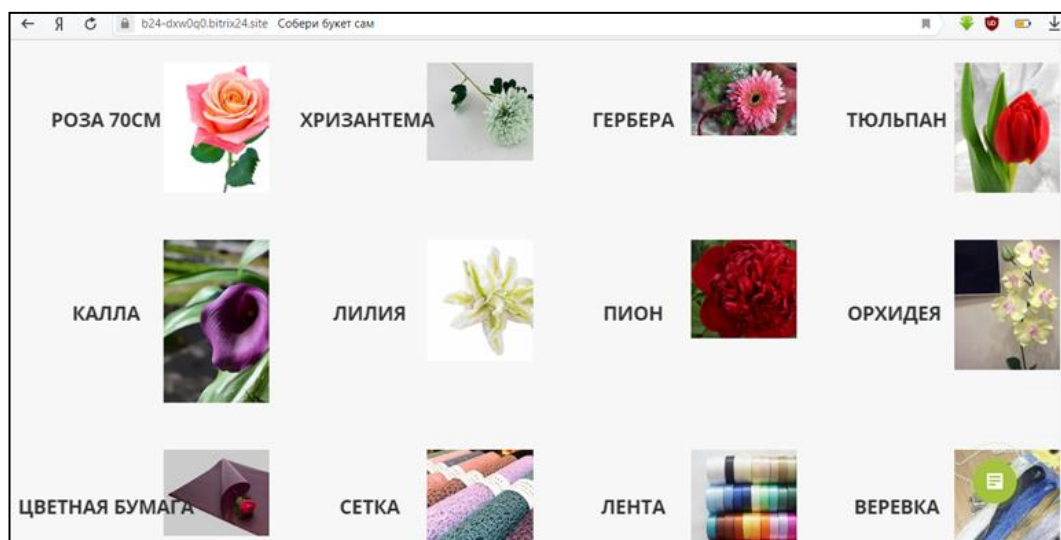 b24-dxw0q0.bitrix24.site Собери букет сам
РОЗА 70СМ ХРИЗАНТЕМА ГЕРБЕРА ТЮЛЬПАН
КАЛЛА ЛИЛИЯ ПИОН ОРХИДЕЯ
ЦВЕТНАЯ БУМАГА СЕТКА ЛЕНТА ВЕРЕВКА